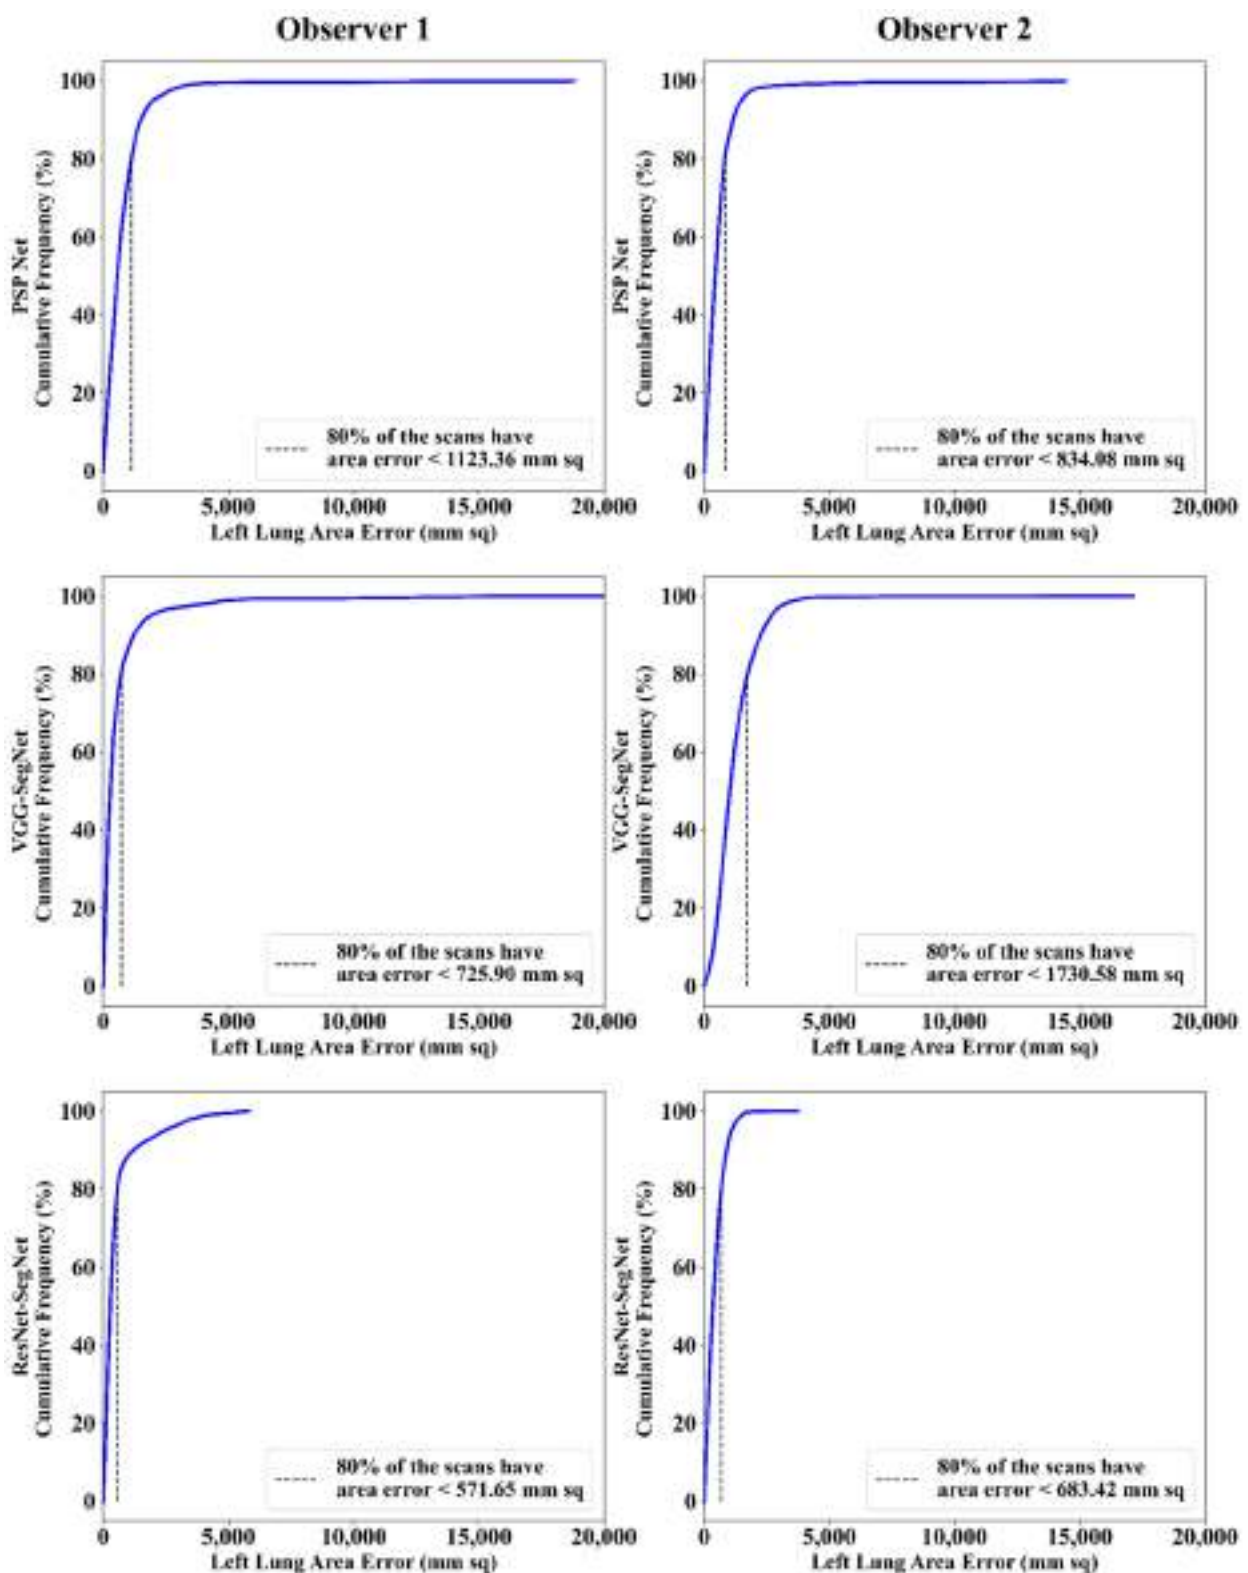 Observer 1
Observer 2
100
80
60
40
20
0
PSP Net
Cumulative Frequency (%)
80% of the scans have
area error < 1123.36 mm sq
0
5,000
10,000
15,000
20,000
Left Lung Area Error (mm sq)
100
80
60
40
20
0
PSP Net
Cumulative Frequency (%)
80% of the scans have
area error < 834.08 mm sq
0
5,000
10,000
15,000
20,000
Left Lung Area Error (mm sq)
100
80
60
40
20
0
VGG-SegNet
Cumulative Frequency (%)
80% of the scans have
area error < 725.90 mm sq
0
5,000
10,000
15,000
20,000
Left Lung Area Error (mm sq)
100
80
60
40
20
0
VGG-SegNet
Cumulative Frequency (%)
80% of the scans have
area error < 1730.58 mm sq
0
5,000
10,000
15,000
20,000
Left Lung Area Error (mm sq)
100
80
60
40
20
0
ResNet-SegNet
Cumulative Frequency (%)
80% of the scans have
area error < 571.65 mm sq
0
5,000
10,000
15,000
20,000
Left Lung Area Error (mm sq)
100
80
60
40
20
0
ResNet-SegNet
Cumulative Frequency (%)
80% of the scans have
area error < 683.42 mm sq
0
5,000
10,000
15,000
20,000
Left Lung Area Error (mm sq)